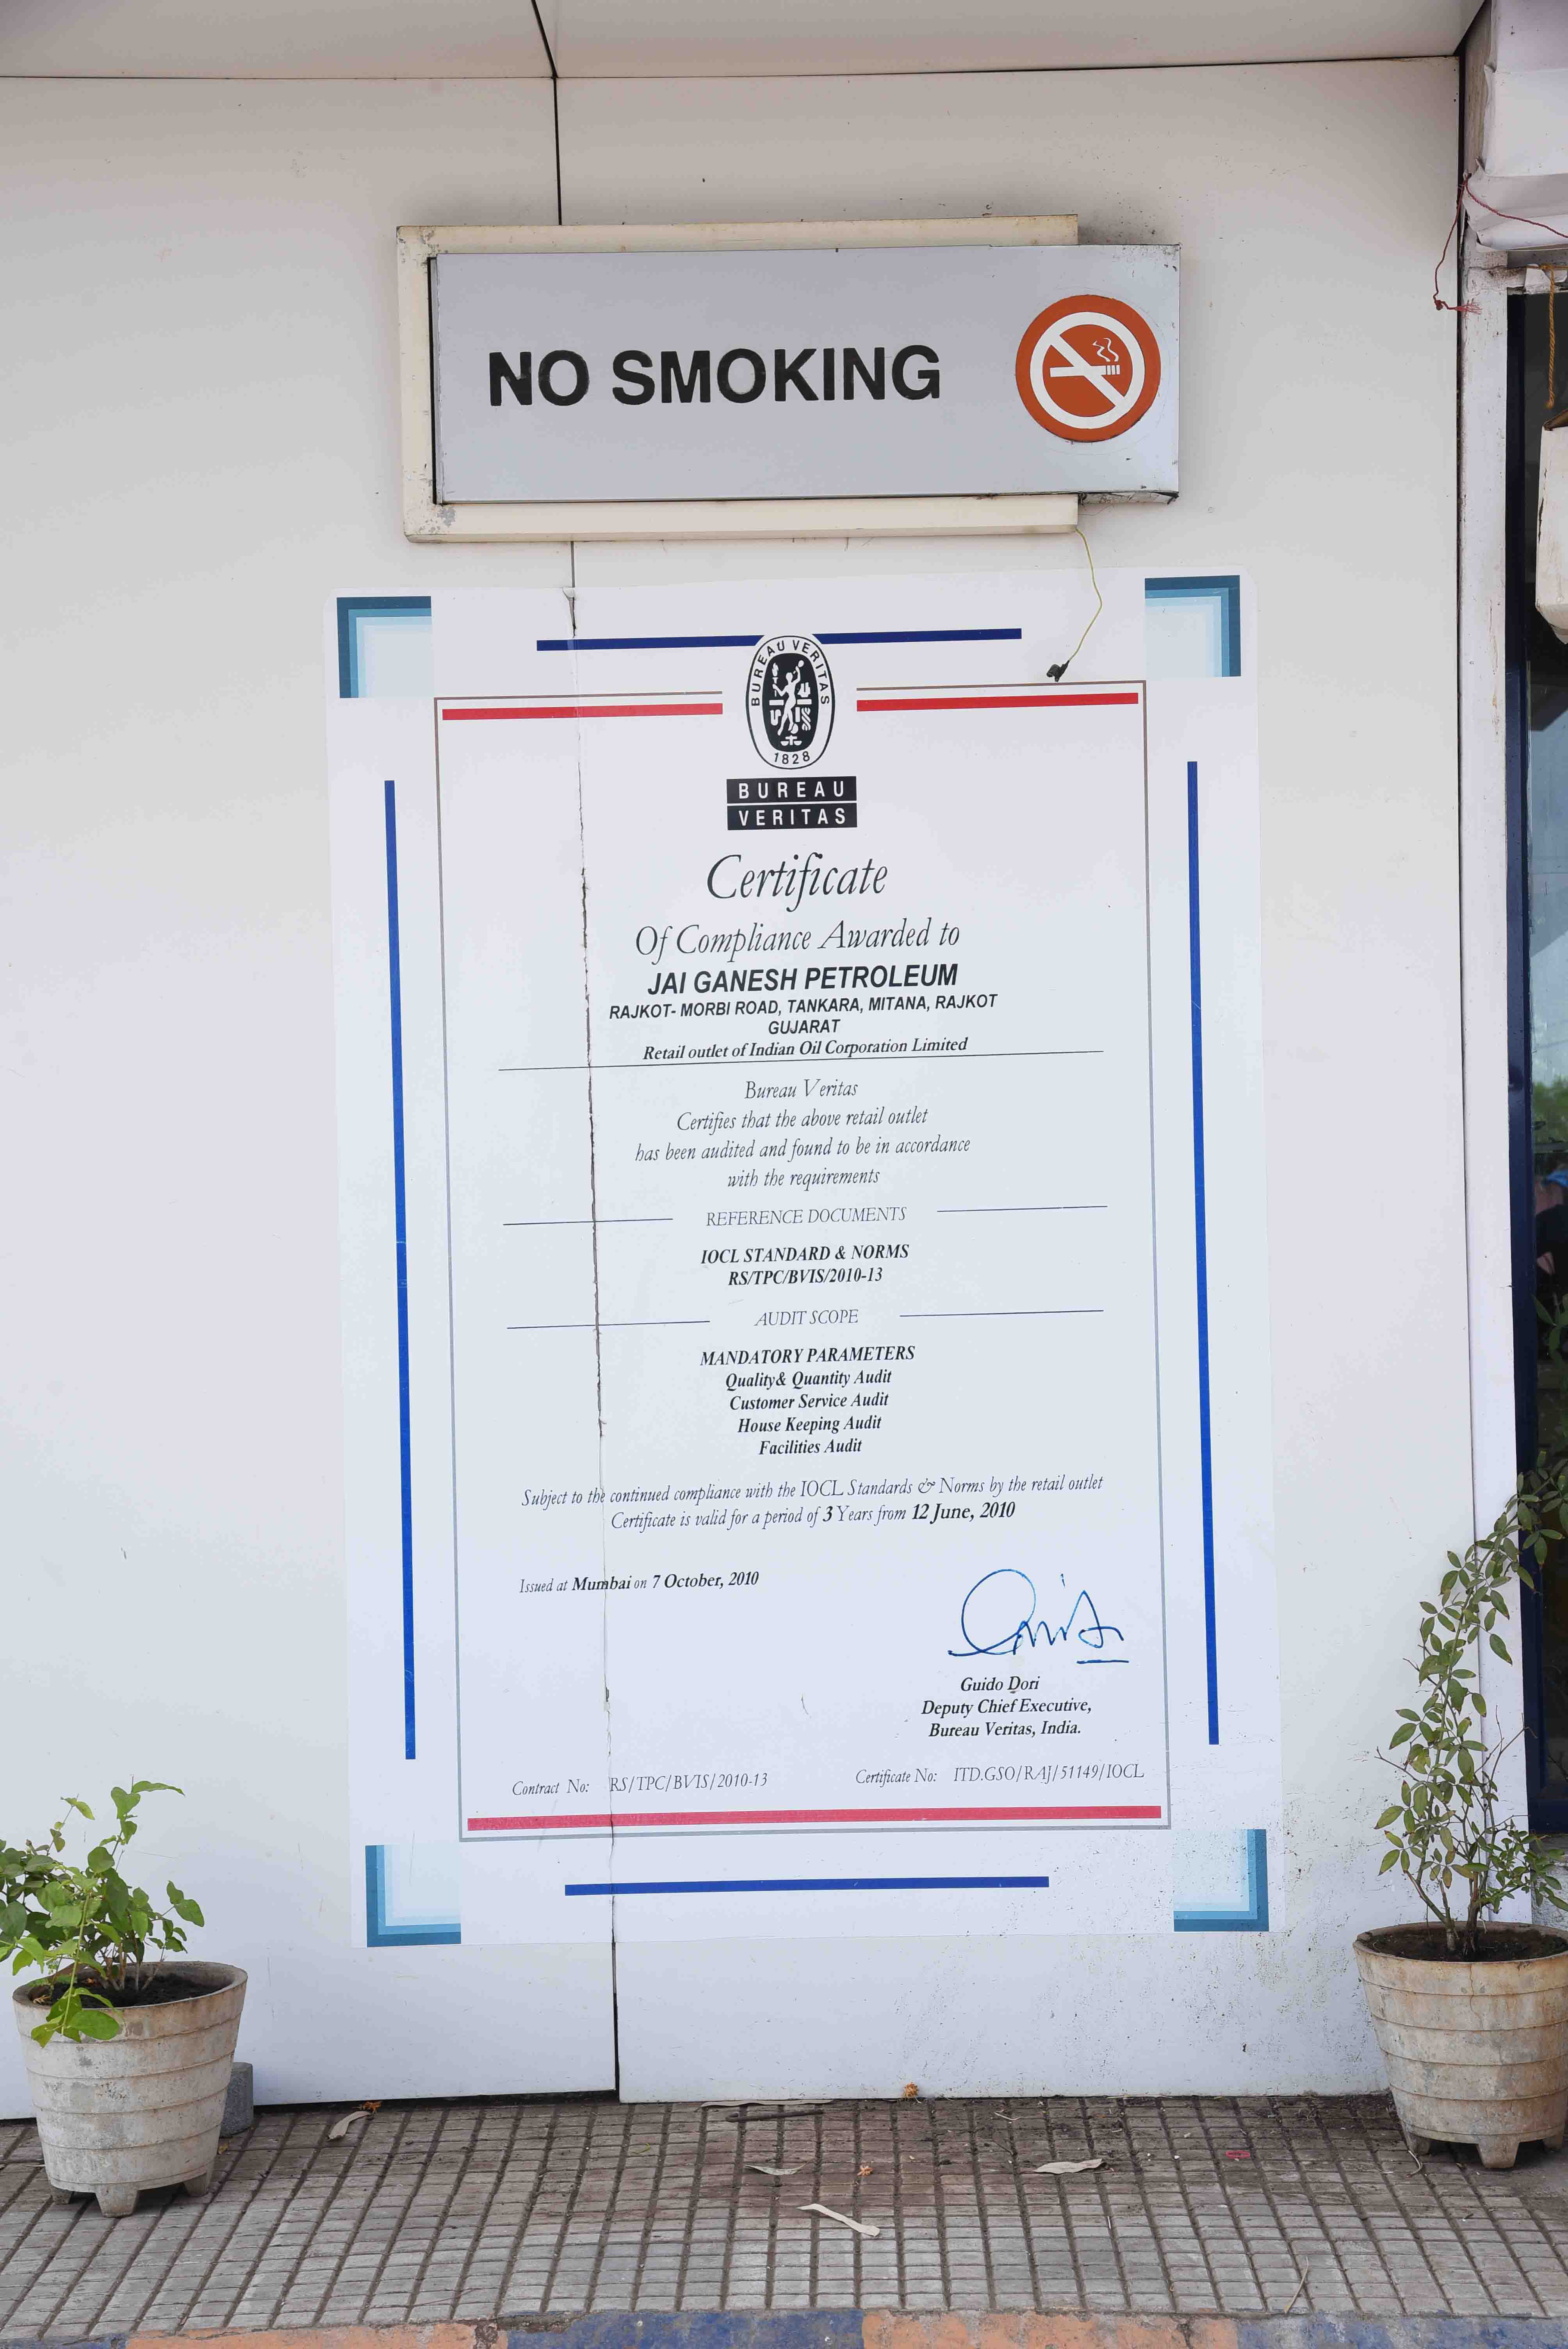 NO SMOKING
BUREAU VERITAS
1828
BUREAU
VERITAS
Certificate
Of Compliance Awarded to
JAI GANESH PETROLEUM
RAJKOT- MORBI ROAD, TANKARA, MITANA, RAJKOT
GUJARAT
Retail outlet of Indian Oil Corporation Limited
Bureau Veritas
Certifies that the above retail outlet
has been audited and found to be in accordance
with the requirements
REFERENCE DOCUMENTS
IOCL STANDARD & NORMS
RS/TPC/BVIS/2010-13
AUDIT SCOPE
MANDATORY PARAMETERS
Quality& Quantity Audit
Customer Service Audit
House Keeping Audit
Facilities Audit
Subject to the continued compliance with the IOCL Standards & Norms by the retail outlet
Certificate is valid for a period of 3 Years from 12 June, 2010
Issued at Mumbai on 7 October, 2010
Guido Dori
Deputy Chief Executive,
Bureau Veritas, India.
Contract No: RS/TPC/BVIS/2010-13 Certificate No: ITD.GSO/RAJ/51149/IOCL